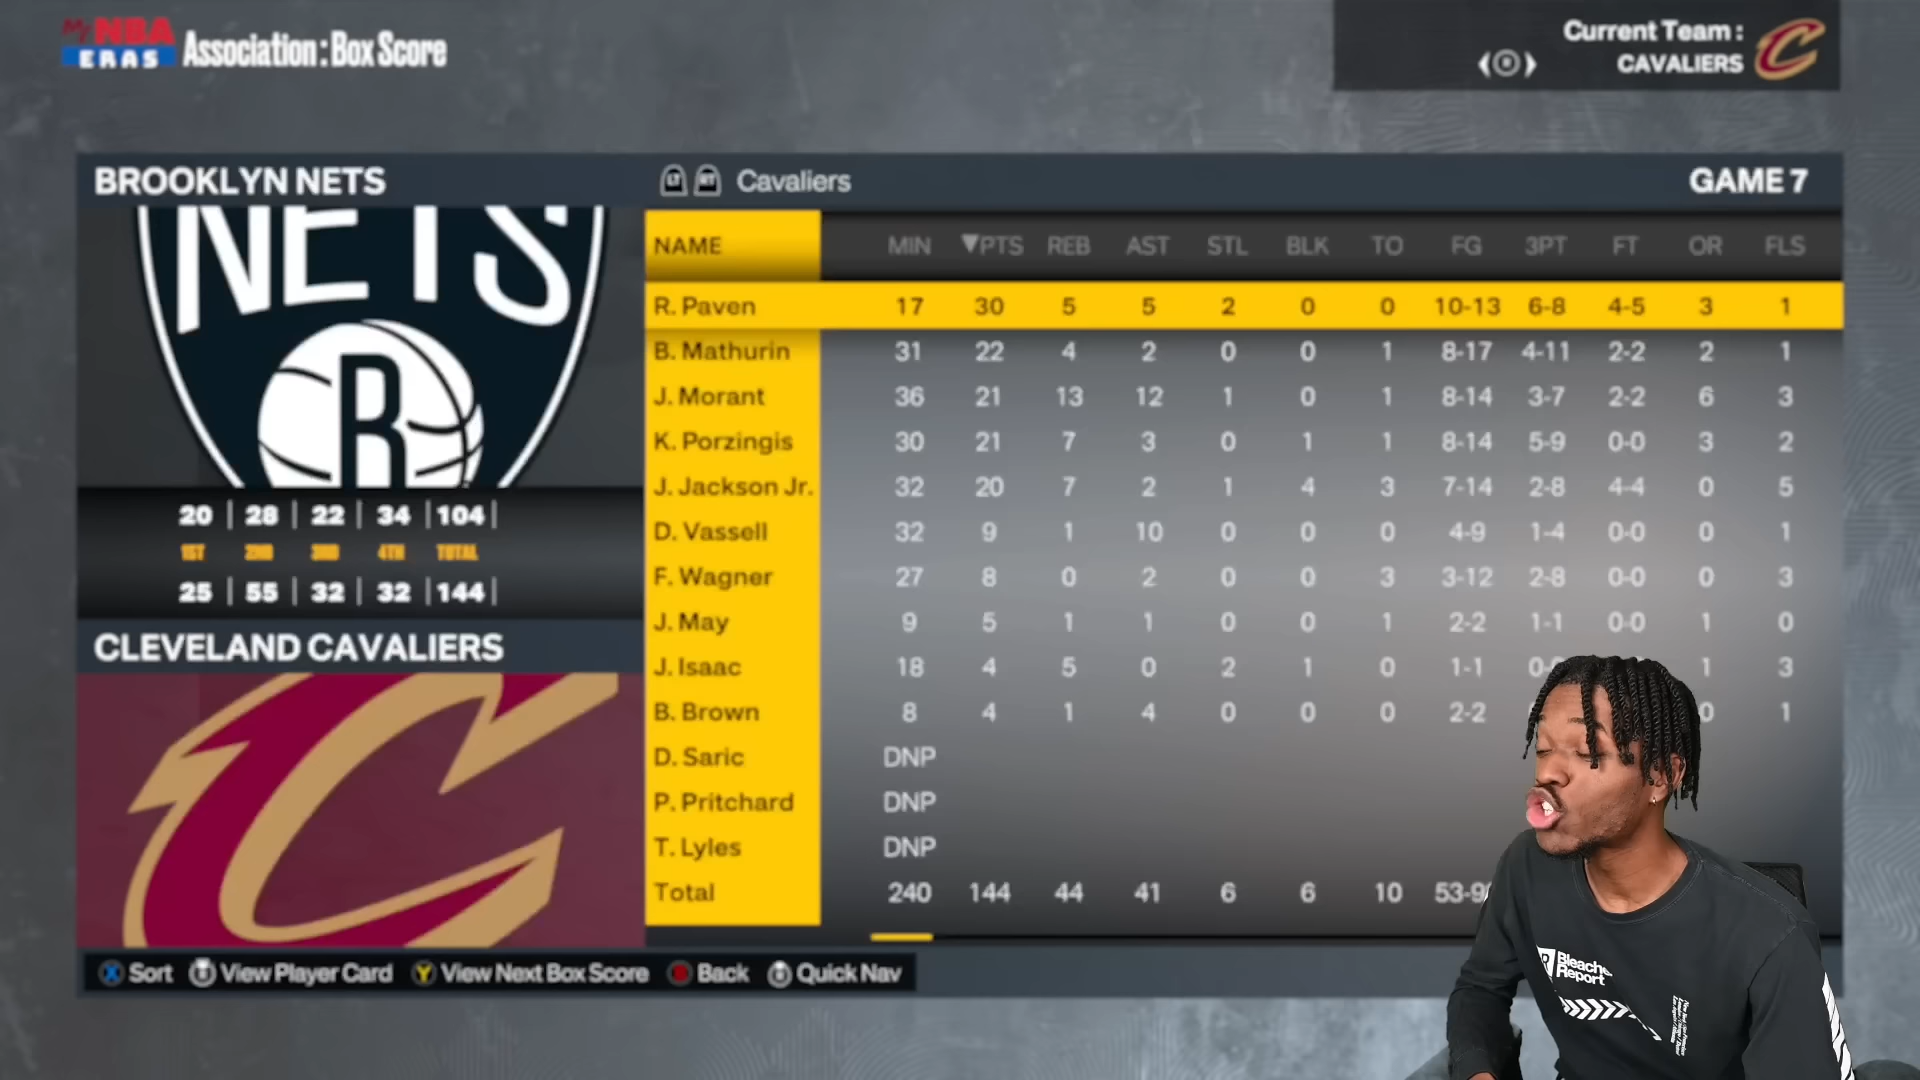 My NBA ERAS Association: Box Score
Current Team :
CAVALIERS
BROOKLYN NETS
NETS
B
20 | 28 | 22 | 34 | 104 |
1ST 2ND 3RD 4TH TOTAL
25 | 55 | 32 | 32 | 144 |
CLEVELAND CAVALIERS
C
LT RT Cavaliers GAME 7
NAME MIN ▼PTS REB AST STL BLK TO FG 3PT FT OR FLS
R. Paven 17 30 5 5 2 0 0 10-13 6-8 4-5 3 1
B. Mathurin 31 22 4 2 0 0 1 8-17 4-11 2-2 2 1
J. Morant 36 21 13 12 1 0 1 8-14 3-7 2-2 6 3
K. Porzingis 30 21 7 3 0 1 1 8-14 5-9 0-0 3 2
J. Jackson Jr. 32 20 7 2 1 4 3 7-14 2-8 4-4 0 5
D. Vassell 32 9 1 10 0 0 0 4-9 1-4 0-0 0 1
F. Wagner 27 8 0 2 0 0 3 3-12 2-8 0-0 0 3
J. May 9 5 1 1 0 0 1 2-2 1-1 0-0 1 0
J. Isaac 18 4 5 0 2 1 0 1-1 1 3
B. Brown 8 4 1 4 0 0 0 2-2 0 1
D. Saric DNP
P. Pritchard DNP
T. Lyles DNP
Total 240 144 44 41 6 6 10
X Sort View Player Card Y View Next Box Score Back Quick Nav
Bleacher
Report